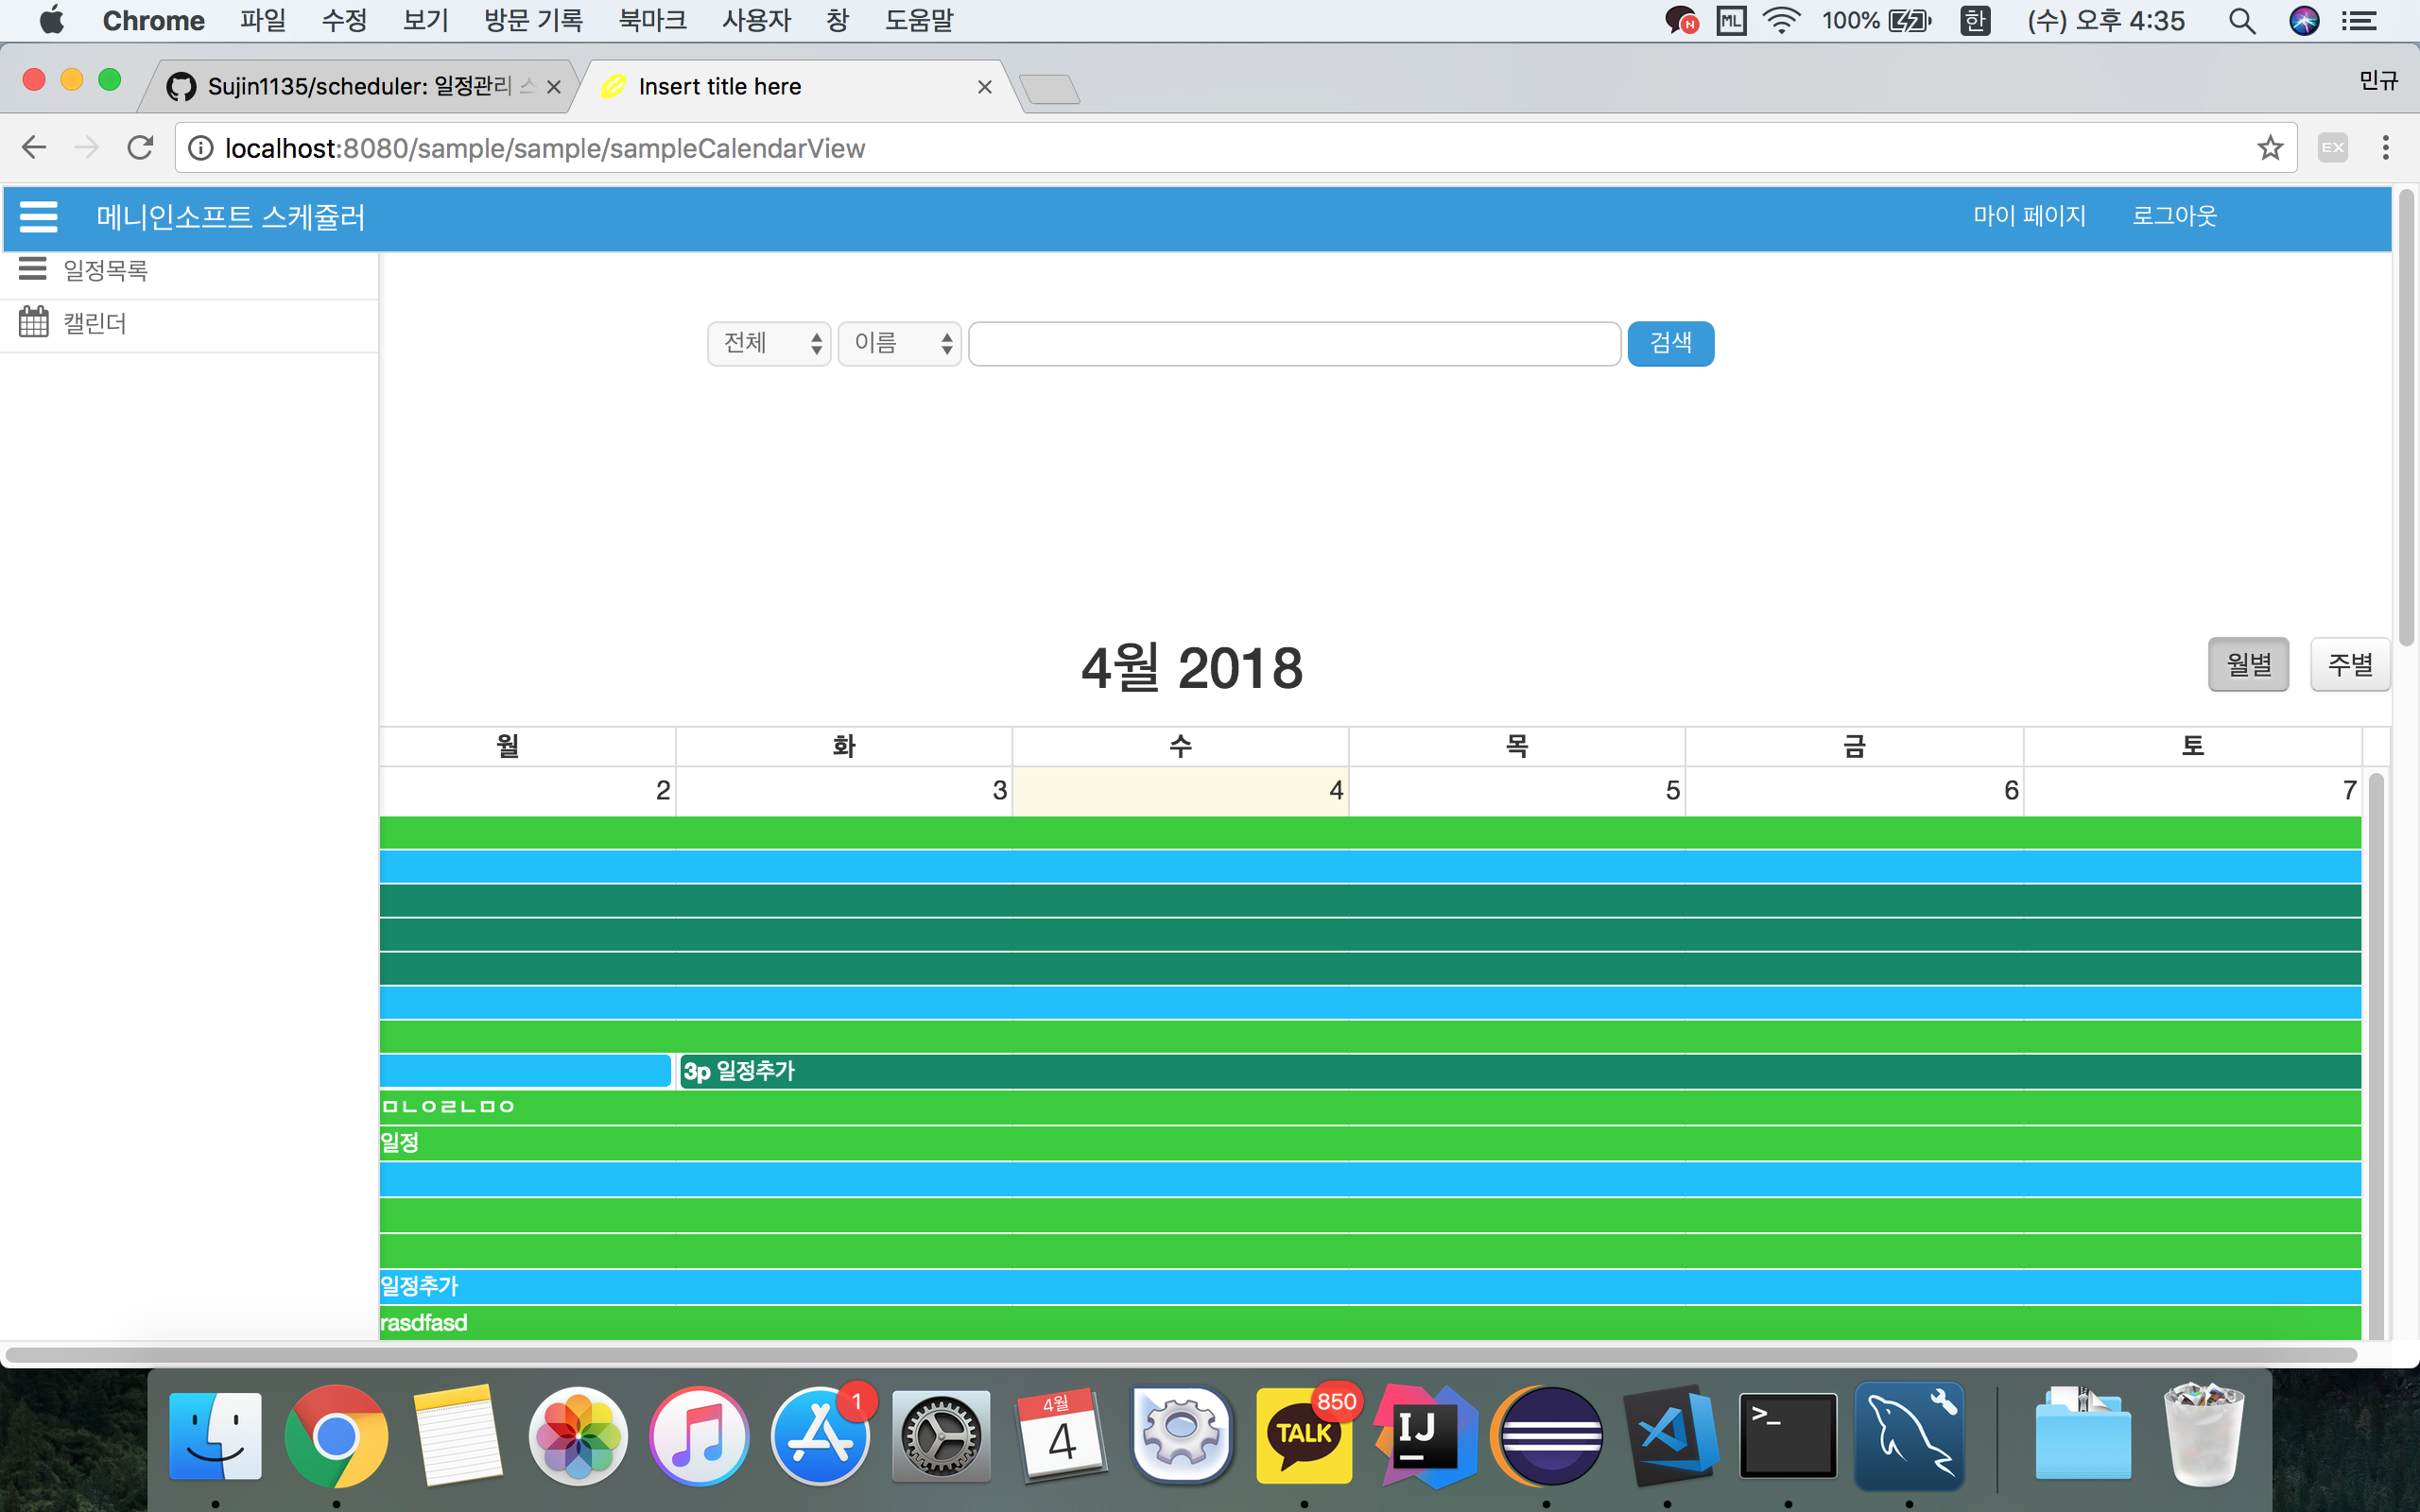 Chrome 파일 수정 보기 방문 기록 북마크 사용자 창 도움말 N ML 100% 한 (수) 오후 4:35
Sujin1135/scheduler: 일정관리 Insert title here 민규
localhost:8080/sample/sample/sampleCalendarView EX
메니인소프트 스케쥴러 마이 페이지 로그아웃
일정목록
캘린더
전체 이름 검색
4월 2018 월별 주별
월 화 수 목 금 토
2 3 4 5 6 7
3p 일정추가
ㅁㄴㅇㄹㄴㅁㅇ
일정
일정추가
rasdfasd
1 4월 4 TALK 850 IJ >_